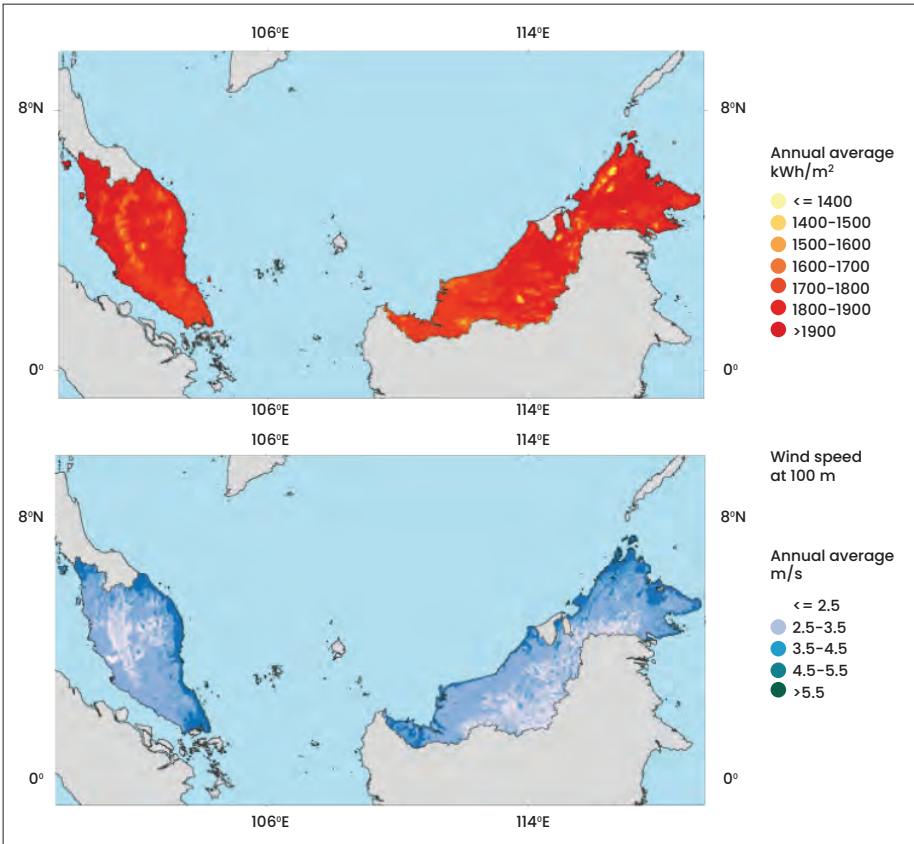 106°E
114°E
8°N
8°N
Annual average
kWh/m²
<= 1400
1400-1500
1500-1600
1600-1700
1700-1800
1800-1900
>1900
0°
0°
106°E
114°E
106°E
114°E
Wind speed
at 100 m
8°N
8°N
Annual average
m/s
<= 2.5
2.5-3.5
3.5-4.5
4.5-5.5
>5.5
0°
0°
106°E
114°E